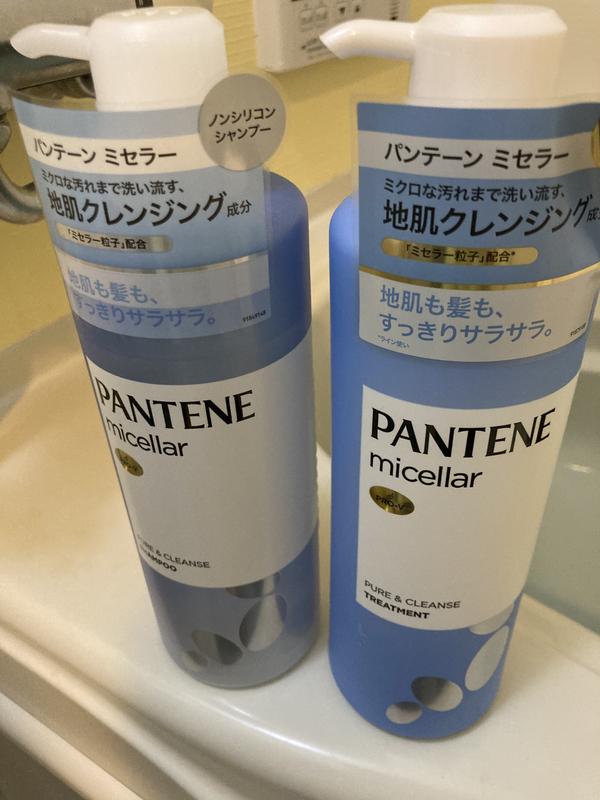 ノンシリコン
シャンプー
パンテーン ミセラー
ミクロな汚れまで洗い流す、
地肌クレンジング成分
「ミセラー粒子」配合
地肌も髪も、
すっきりサラサラ。
PANTENE
micellar
PURE & CLEANSE
SHAMPOO
パンテーン ミセラー
ミクロな汚れまで洗い流す、
地肌クレンジング成
「ミセラー粒子」配合*
地肌も髪も、
すっきりサラサラ。
*ライン使い
PANTENE
micellar
PRO-V
PURE & CLEANSE
TREATMENT